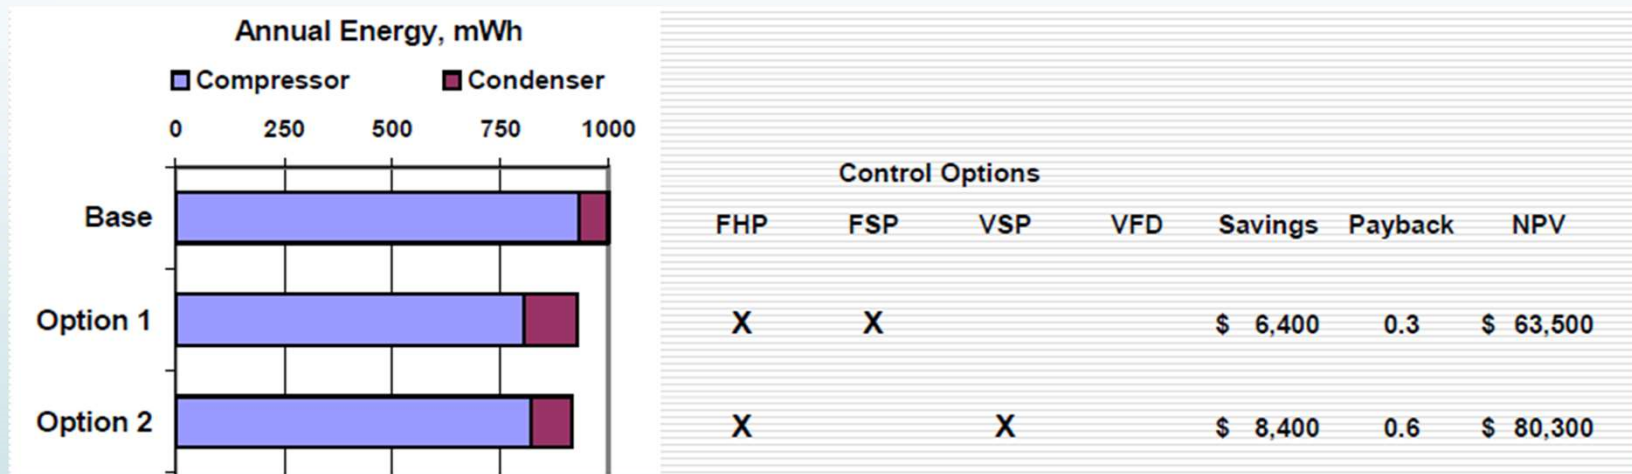 Annual Energy, mWh
Compressor Condenser
0 250 500 750 1000
Control Options
Base FHP FSP VSP VFD Savings Payback NPV
Option 1 X X $ 6,400 0.3 $ 63,500
Option 2 X X $ 8,400 0.6 $ 80,300